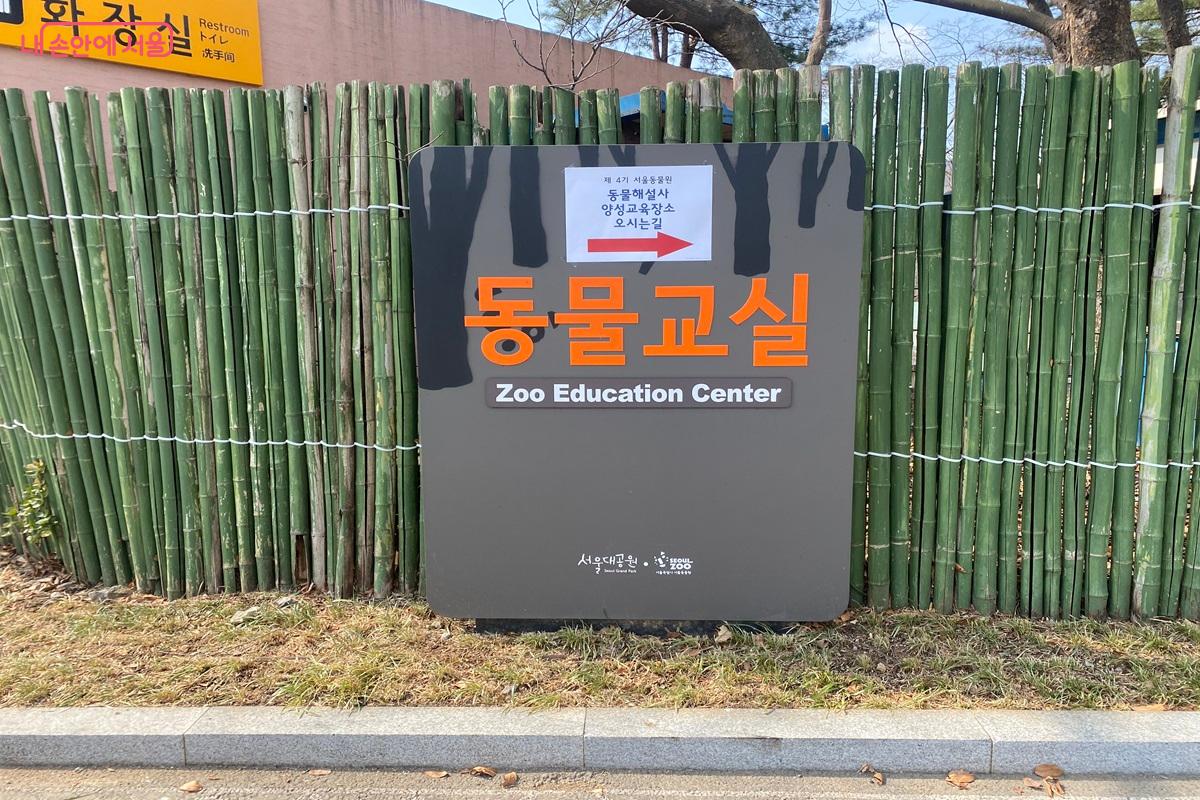 화장실
Restroom
トイレ
洗手间
내 손안에 서울
제 4기 서울동물원
동물해설사
양성교육장소
오시는길
동물교실
Zoo Education Center
서울대공원
Seoul Grand Park
SEOUL
ZOO